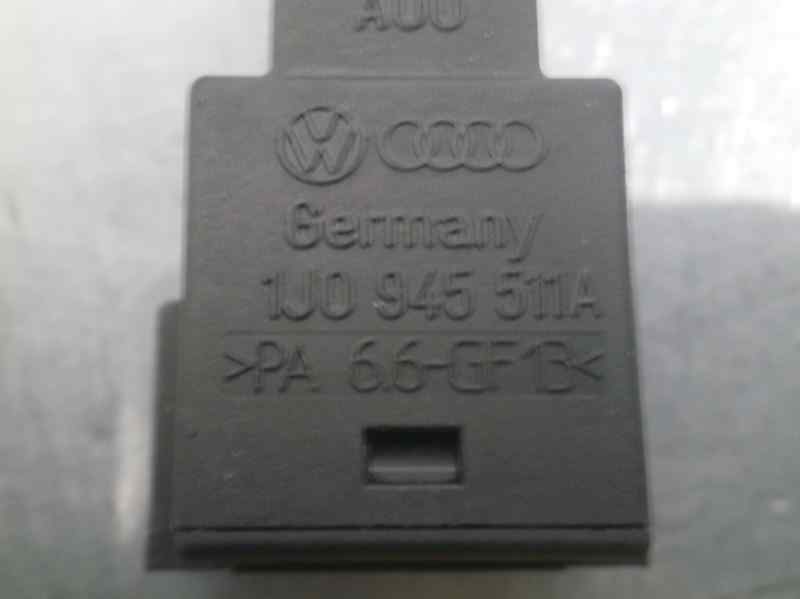 Germany
1J0 945 511A
>PA 6.6-GF13<